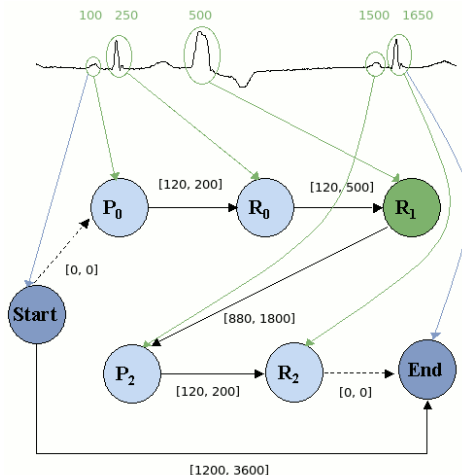 100 250 500 1500 1650
[120, 200] [120, 500]
P0 R0 R1
[0, 0]
Start
[880, 1800]
P2 R2 End
[120, 200] [0, 0]
[1200, 3600]